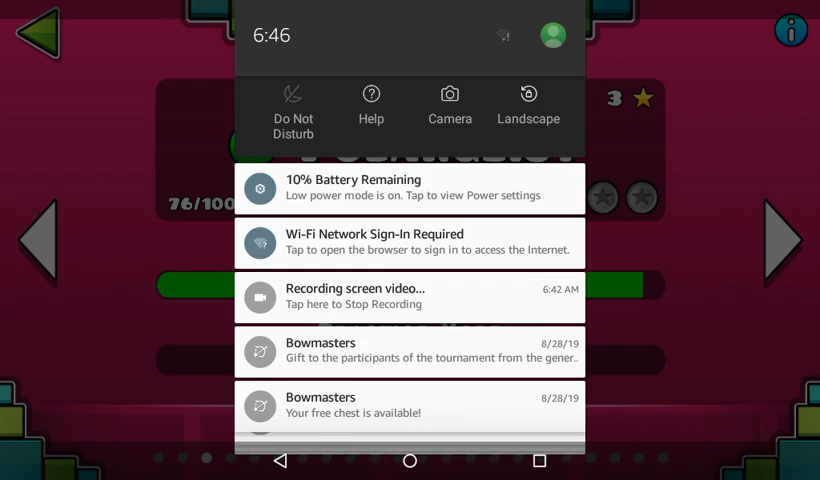 6:46
Do Not
Disturb
Help
Camera
Landscape
3
76/100
10% Battery Remaining
Low power mode is on. Tap to view Power settings
Wi-Fi Network Sign-In Required
Tap to open the browser to sign in to access the Internet.
Recording screen video...
6:42 AM
Tap here to Stop Recording
Bowmasters
8/28/19
Gift to the participants of the tournament from the gener..
Bowmasters
8/28/19
Your free chest is available!